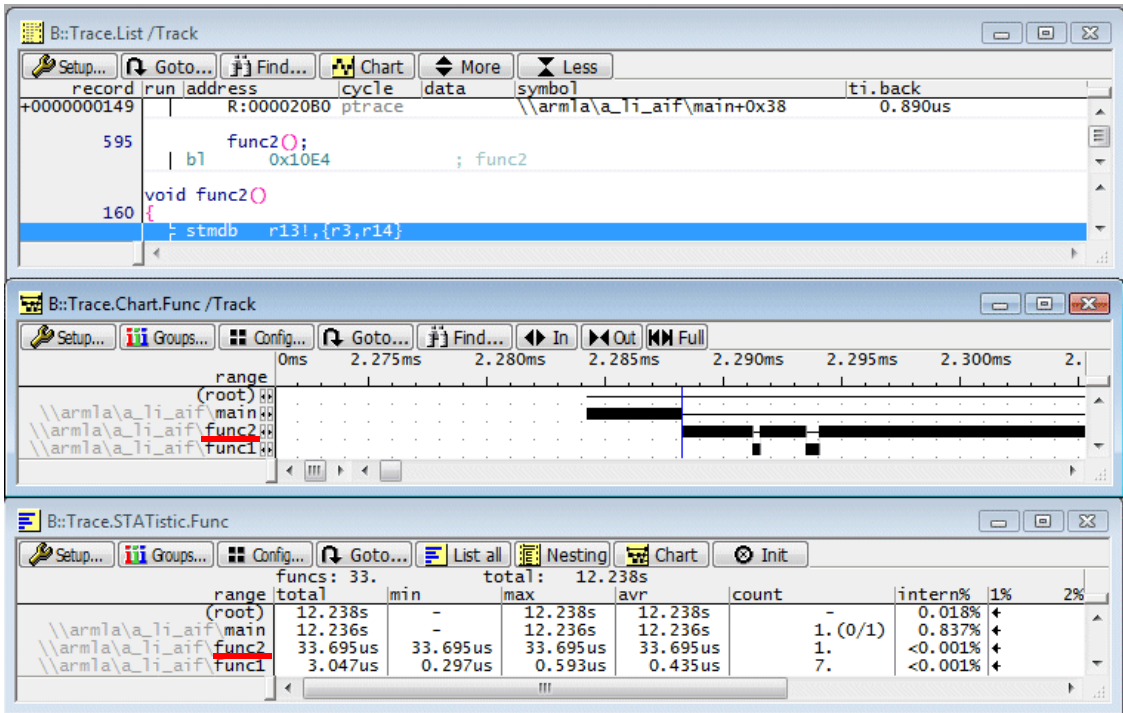 B::Trace.List /Track
Setup... Goto... Find... Chart More Less
record run address cycle data symbol ti.back
+0000000149 R:000020B0 ptrace \\armla\a_li_aif\main+0x38 0.890us
595 func2();
bl 0x10E4 ; func2
void func2()
160 {
stmdb r13!,{r3,r14}
B::Trace.Chart.Func /Track
Setup... Groups... Config... Goto... Find... In Out Full
0ms 2.275ms 2.280ms 2.285ms 2.290ms 2.295ms 2.300ms 2.
range
(root)
\\armla\a_li_aif\main
\\armla\a_li_aif\func2
\\armla\a_li_aif\func1
B::Trace.STATistic.Func
Setup... Groups... Config... Goto... List all Nesting Chart Init
funcs: 33. total: 12.238s
range total min max avr count intern% 1% 2%
(root) 12.238s - 12.238s 12.238s - 0.018%
\\armla\a_li_aif\main 12.236s - 12.236s 12.236s 1.(0/1) 0.837%
\\armla\a_li_aif\func2 33.695us 33.695us 33.695us 33.695us 1. <0.001%
\\armla\a_li_aif\func1 3.047us 0.297us 0.593us 0.435us 7. <0.001%